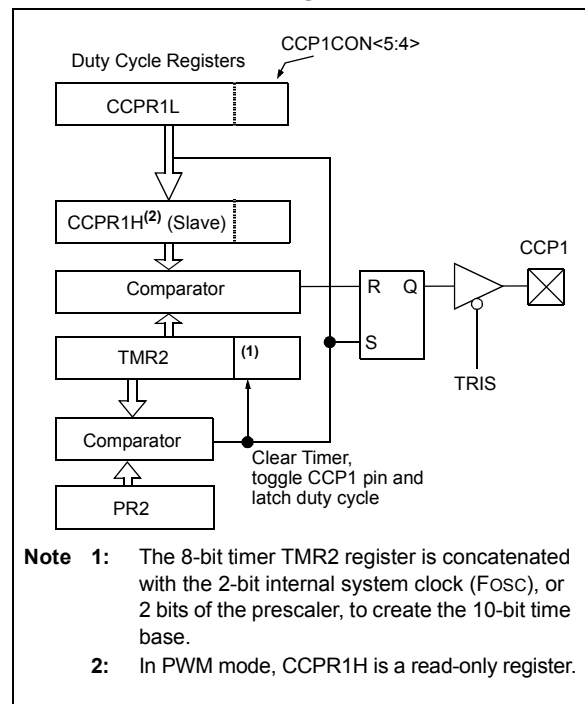 CCP1CON<5:4>
Duty Cycle Registers
CCPR1L
CCPR1H(2) (Slave)
CCP1
Comparator
R Q
TMR2
(1)
S
TRIS
Comparator
Clear Timer,
toggle CCP1 pin and
latch duty cycle
PR2
Note 1: The 8-bit timer TMR2 register is concatenated
with the 2-bit internal system clock (FOSC), or
2 bits of the prescaler, to create the 10-bit time
base.
2: In PWM mode, CCPR1H is a read-only register.